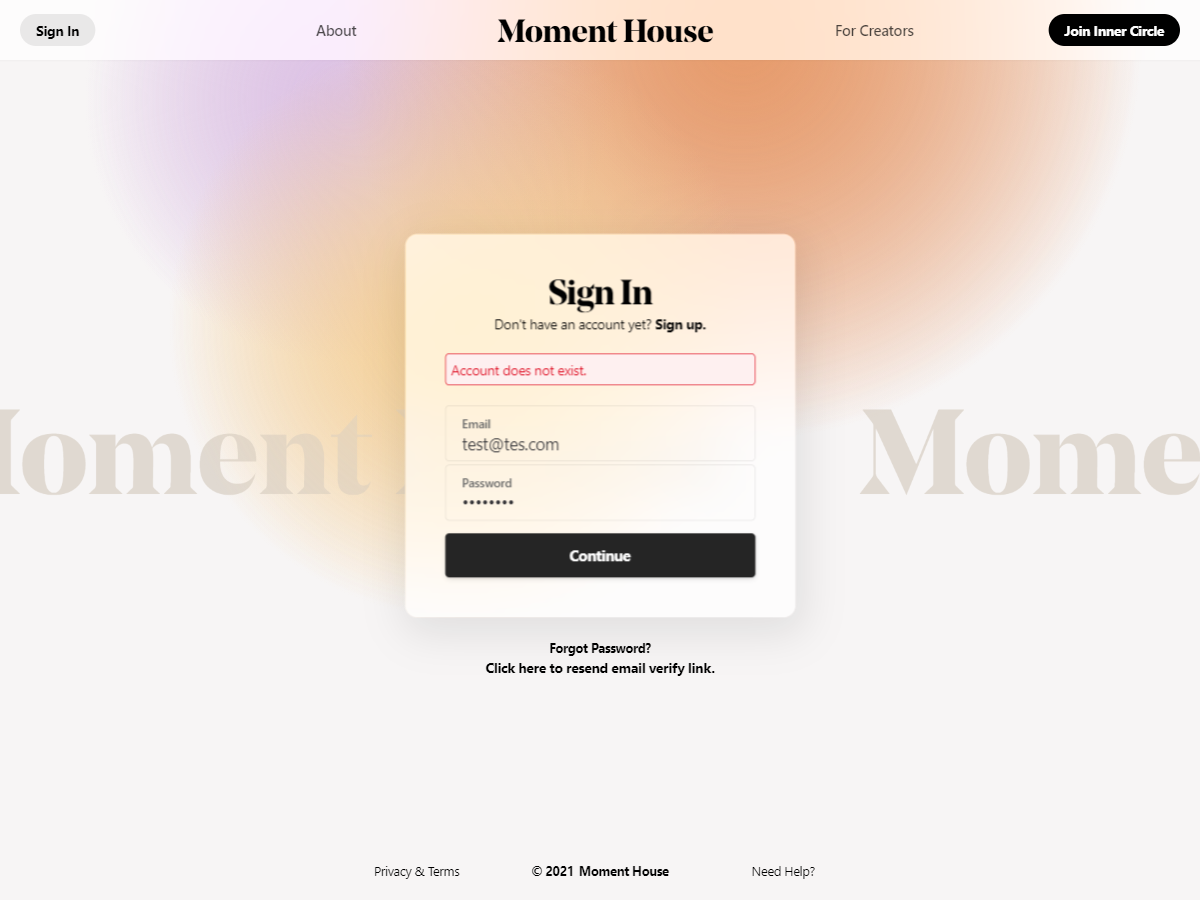 Sign In
About
Moment House
For Creators
Join Inner Circle
Sign In
Don't have an account yet? Sign up.
Account does not exist.
Moment
Mome
Email
test@tes.com
Password
••••••••
Continue
Forgot Password?
Click here to resend email verify link.
Privacy & Terms
© 2021 Moment House
Need Help?